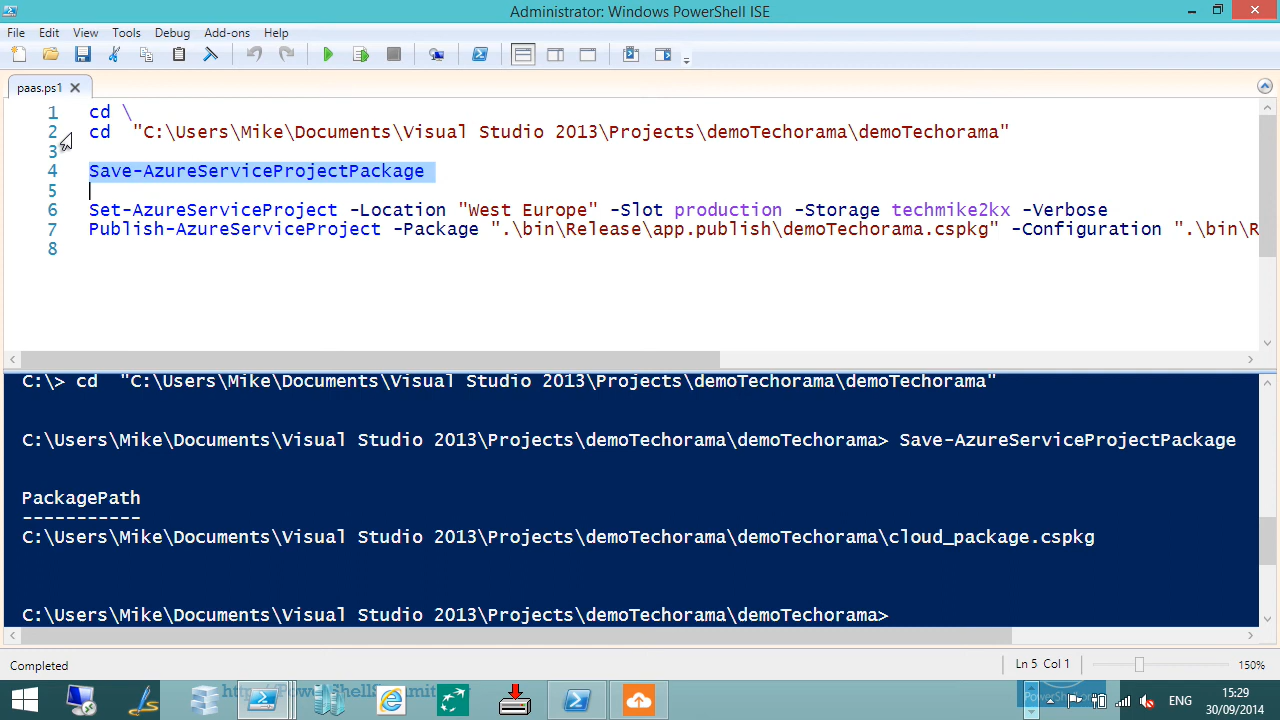 Administrator: Windows PowerShell ISE
File Edit View Tools Debug Add-ons Help
paas.ps1
1 cd \
2 cd "C:\Users\Mike\Documents\Visual Studio 2013\Projects\demoTechorama\demoTechorama"
3
4 Save-AzureServiceProjectPackage
5
6 Set-AzureServiceProject -Location "West Europe" -Slot production -Storage techmike2kx -Verbose
7 Publish-AzureServiceProject -Package ".\bin\Release\app.publish\demoTechorama.cspkg" -Configuration ".\bin\R
8
C:\> cd "C:\Users\Mike\Documents\Visual Studio 2013\Projects\demoTechorama\demoTechorama"
C:\Users\Mike\Documents\Visual Studio 2013\Projects\demoTechorama\demoTechorama> Save-AzureServiceProjectPackage
PackagePath
-----------
C:\Users\Mike\Documents\Visual Studio 2013\Projects\demoTechorama\demoTechorama\cloud_package.cspkg
C:\Users\Mike\Documents\Visual Studio 2013\Projects\demoTechorama\demoTechorama>
Completed
Ln 5 Col 1
150%
ENG
15:29
30/09/2014